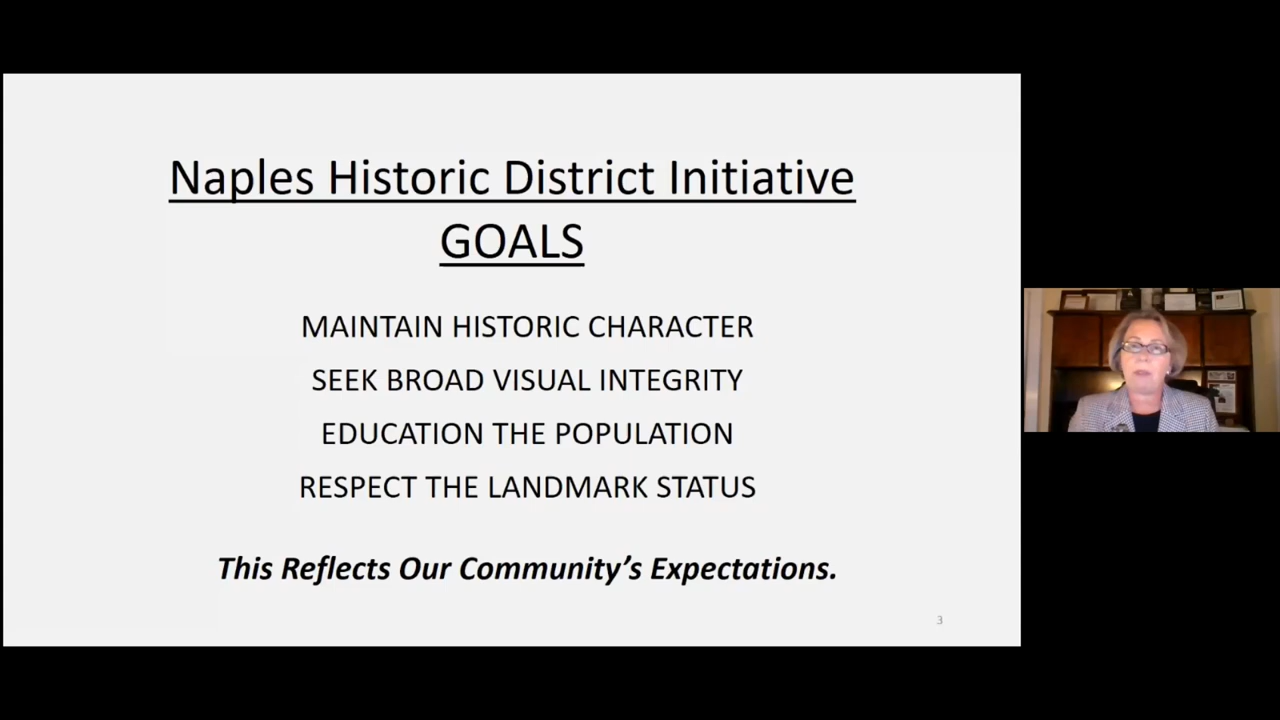 Naples Historic District Initiative
GOALS
MAINTAIN HISTORIC CHARACTER
SEEK BROAD VISUAL INTEGRITY
EDUCATION THE POPULATION
RESPECT THE LANDMARK STATUS
This Reflects Our Community’s Expectations.
3